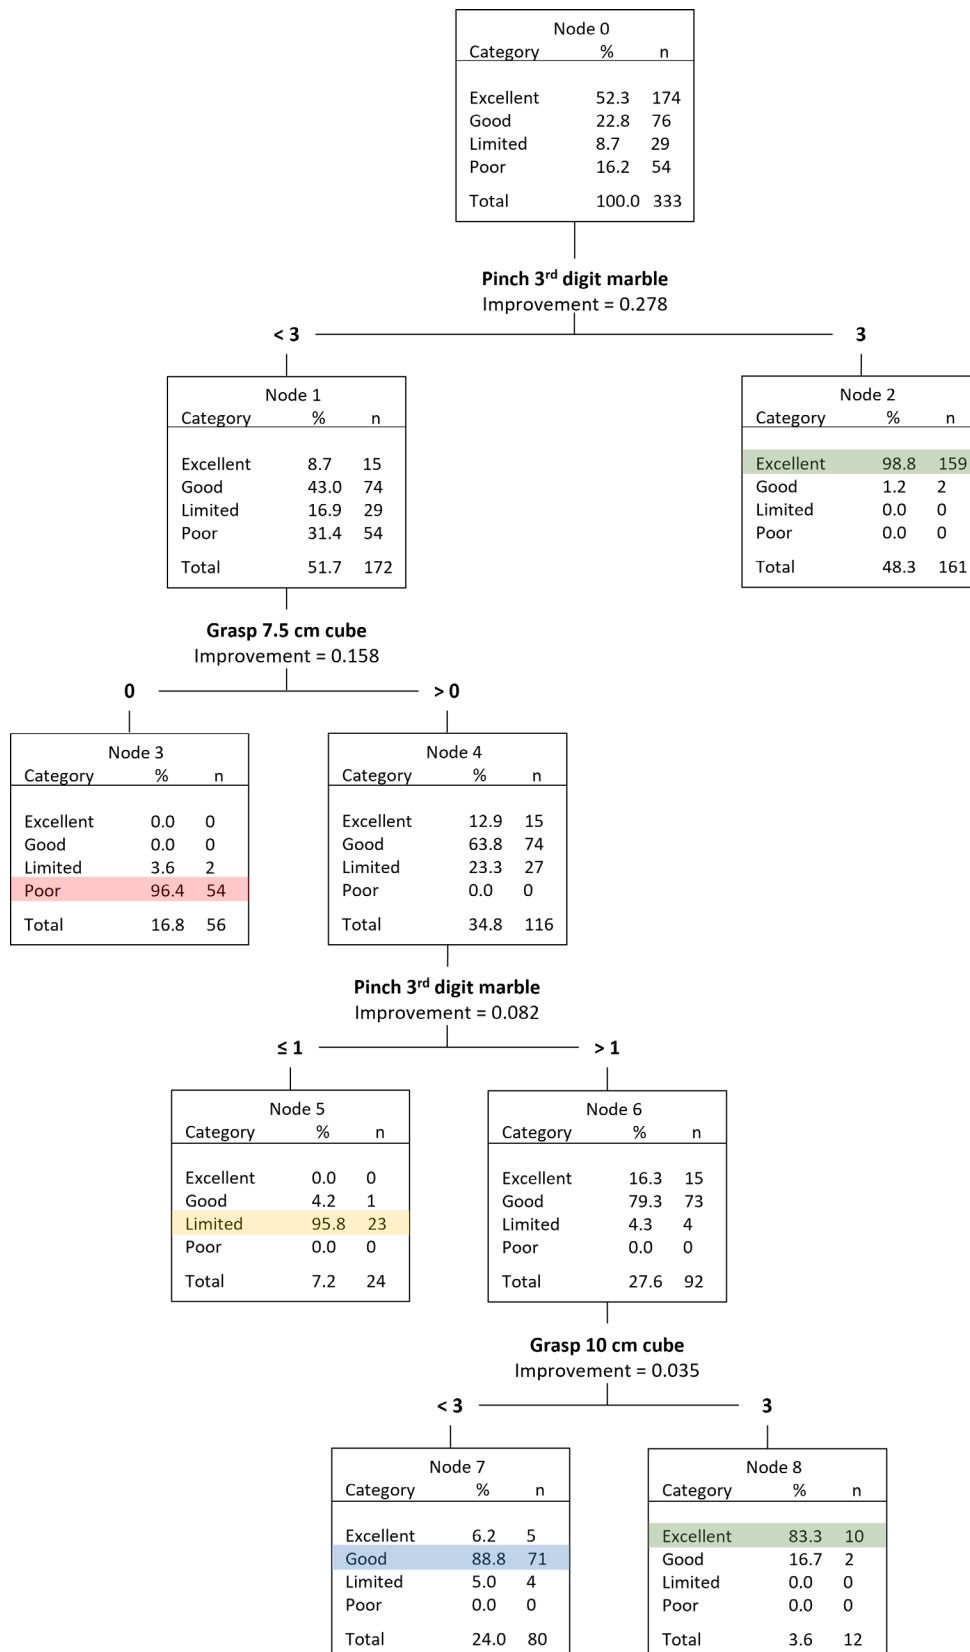 Node 0
Category % n
Excellent 52.3 174
Good 22.8 76
Limited 8.7 29
Poor 16.2 54
Total 100.0 333
Pinch 3rd digit marble
Improvement = 0.278
< 3 3
Node 1
Category % n
Excellent 8.7 15
Good 43.0 74
Limited 16.9 29
Poor 31.4 54
Total 51.7 172
Node 2
Category % n
Excellent 98.8 159
Good 1.2 2
Limited 0.0 0
Poor 0.0 0
Total 48.3 161
Grasp 7.5 cm cube
Improvement = 0.158
0 > 0
Node 3
Category % n
Excellent 0.0 0
Good 0.0 0
Limited 3.6 2
Poor 96.4 54
Total 16.8 56
Node 4
Category % n
Excellent 12.9 15
Good 63.8 74
Limited 23.3 27
Poor 0.0 0
Total 34.8 116
Pinch 3rd digit marble
Improvement = 0.082
≤ 1 > 1
Node 5
Category % n
Excellent 0.0 0
Good 4.2 1
Limited 95.8 23
Poor 0.0 0
Total 7.2 24
Node 6
Category % n
Excellent 16.3 15
Good 79.3 73
Limited 4.3 4
Poor 0.0 0
Total 27.6 92
Grasp 10 cm cube
Improvement = 0.035
< 3 3
Node 7
Category % n
Excellent 6.2 5
Good 88.8 71
Limited 5.0 4
Poor 0.0 0
Total 24.0 80
Node 8
Category % n
Excellent 83.3 10
Good 16.7 2
Limited 0.0 0
Poor 0.0 0
Total 3.6 12